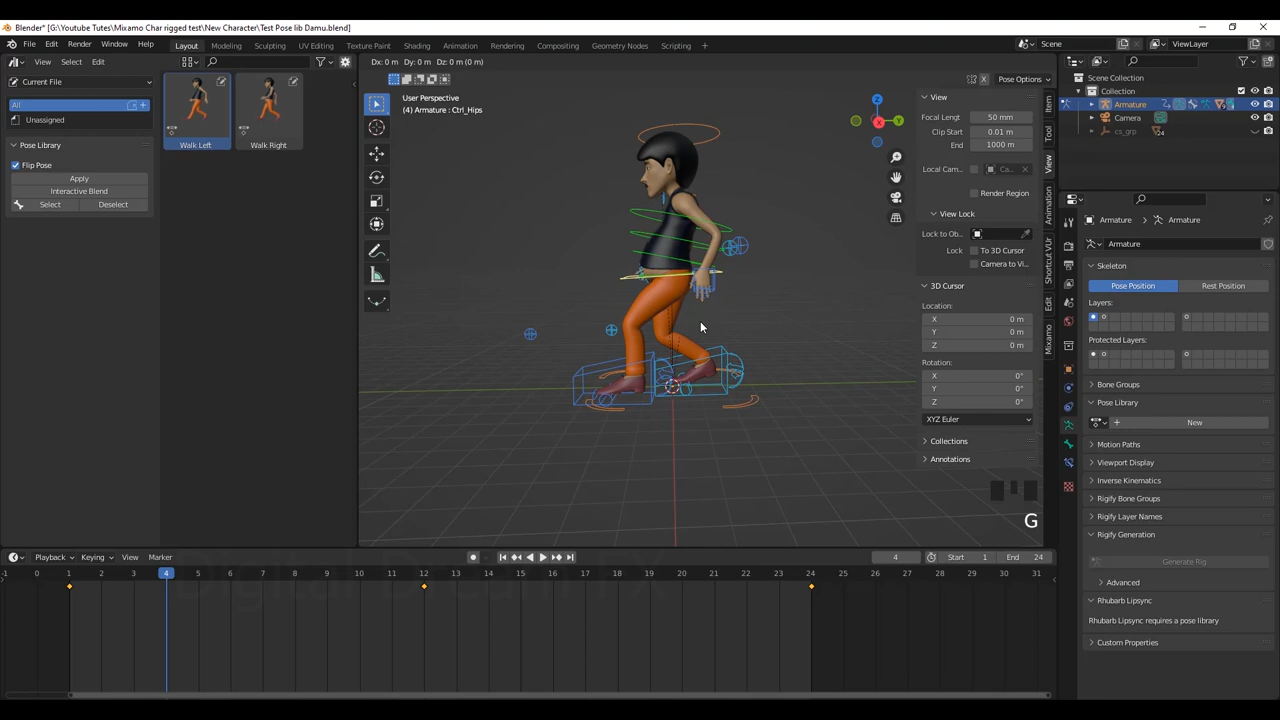 Blender* [G:\Youtube Tutes\Mixamo Char rigged test\New Character\Test Pose lib Damu.blend]
File Edit Render Window Help Layout Modeling Sculpting UV Editing Texture Paint Shading Animation Rendering Compositing Geometry Nodes Scripting Scene ViewLayer
View Select Edit Dx: 0 m Dy: 0 m Dz: 0 m (0 m)
Current File
All
Unassigned
Pose Library
Flip Pose
Apply
Interactive Blend
Select Deselect
Walk Left Walk Right
X Pose Options
User Perspective
(4) Armature : Ctrl_Hips
Z
Y
X
View
Focal Length 50 mm
Clip Start 0.01 m
End 1000 m
Local Cam... Ca...
Render Region
View Lock
Lock to Ob...
Lock To 3D Cursor
Camera to Vi...
3D Cursor
Location:
X 0 m
Y 0 m
Z 0 m
Rotation:
X 0°
Y 0°
Z 0°
XYZ Euler
Collections
Annotations
Item
Tool
View
Animation
Shortcut VUr
Edit
Mixamo
G
Scene Collection
Collection
Armature
Camera
cs_grp
Armature Armature
Armature
Skeleton
Pose Position Rest Position
Layers:
Protected Layers:
Bone Groups
Pose Library
New
Motion Paths
Viewport Display
Inverse Kinematics
Rigify Bone Groups
Rigify Layer Names
Rigify Generation
Generate Rig
Advanced
Rhubarb Lipsync
Rhubarb Lipsync requires a pose library
Custom Properties
Playback Keying View Marker 4 Start 1 End 24
-1 0 1 2 3 4 5 6 7 8 9 10 11 12 13 14 15 16 17 18 19 20 21 22 23 24 25 26 27 28 29 30 31
Digital Dream FX